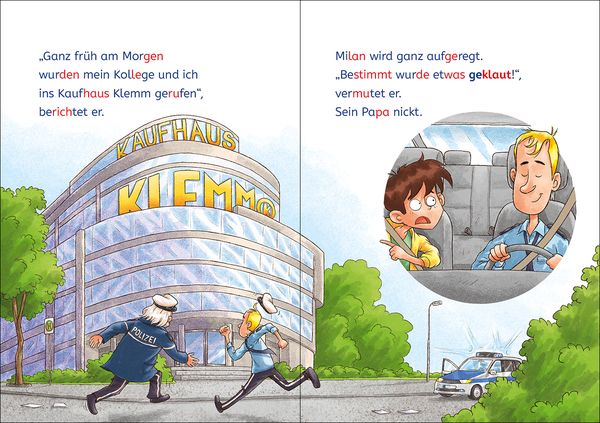 „Ganz früh am Morgen
wurden mein Kollege und ich
ins Kaufhaus Klemm gerufen“,
berichtet er.
KAUFHAUS
KLEMM K
POLIZEI
Milan wird ganz aufgeregt.
„Bestimmt wurde etwas geklaut!“,
vermutet er.
Sein Papa nickt.